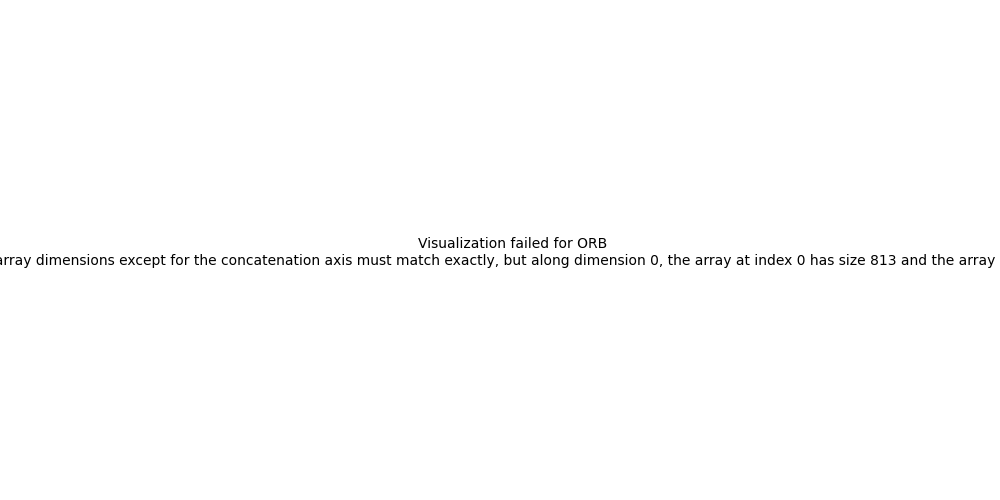 Visualization failed for ORB
array dimensions except for the concatenation axis must match exactly, but along dimension 0, the array at index 0 has size 813 and the array